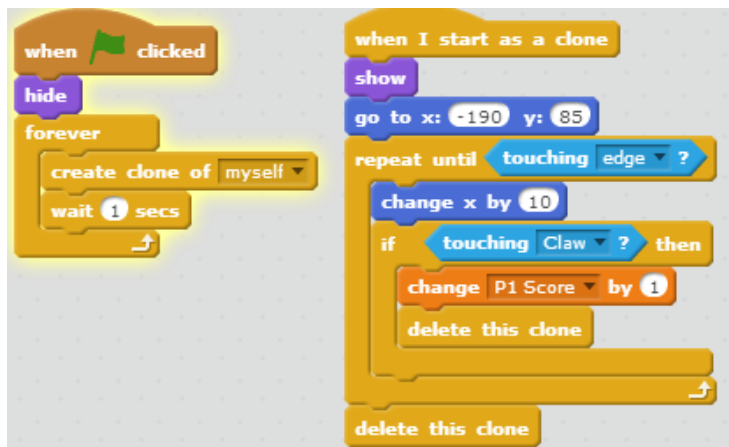 when clicked
hide
forever
create clone of myself
wait 1 secs
when I start as a clone
show
go to x: -190 y: 85
repeat until touching edge ?
change x by 10
if touching Claw ? then
change P1 Score by 1
delete this clone
delete this clone